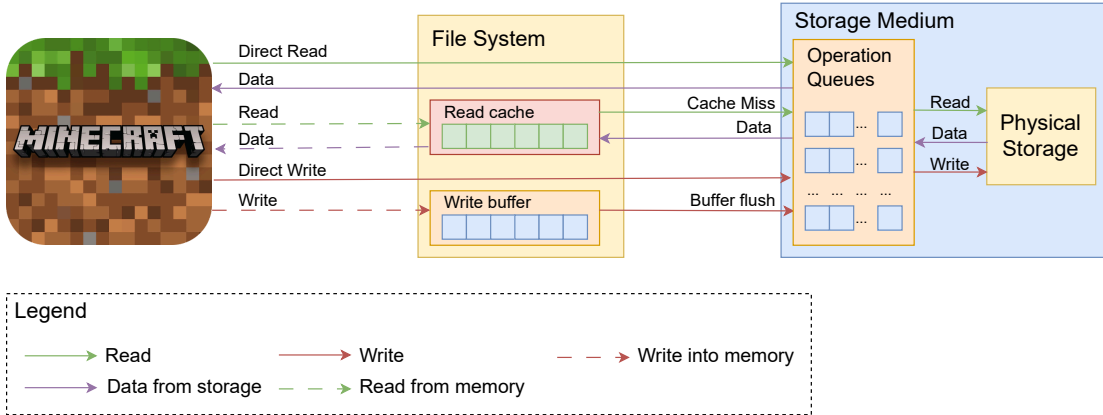 Storage Medium
File System
Operation
Queues
Direct Read
Data
Read
Read cache
Cache Miss
Read
MINECRAFT
Data
Data
Data
Physical
Storage
...
Direct Write
Write
...
Write
Write buffer
Buffer flush
... ... ... ...
...
Legend
Read
Write
Write into memory
Data from storage
Read from memory